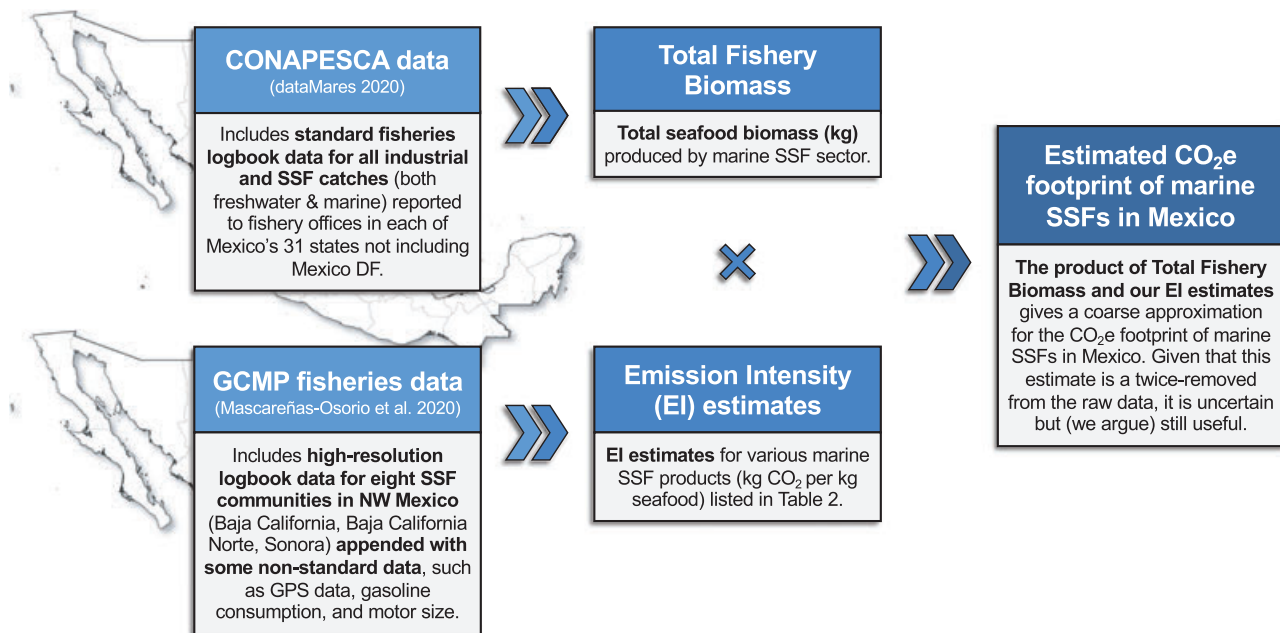 CONAPESCA data
(dataMares 2020)
Includes standard fisheries
logbook data for all industrial
and SSF catches (both
freshwater & marine) reported
to fishery offices in each of
Mexico's 31 states not including
Mexico DF.
Total Fishery
Biomass
Total seafood biomass (kg)
produced by marine SSF sector.
GCMP fisheries data
(Mascareñas-Osorio et al. 2020)
Includes high-resolution
logbook data for eight SSF
communities in NW Mexico
(Baja California, Baja California
Norte, Sonora) appended with
some non-standard data, such
as GPS data, gasoline
consumption, and motor size.
Emission Intensity
(EI) estimates
EI estimates for various marine
SSF products (kg CO₂ per kg
seafood) listed in Table 2.
Estimated CO₂e
footprint of marine
SSFs in Mexico
The product of Total Fishery
Biomass and our EI estimates
gives a coarse approximation
for the CO₂e footprint of marine
SSFs in Mexico. Given that this
estimate is a twice-removed
from the raw data, it is uncertain
but (we argue) still useful.